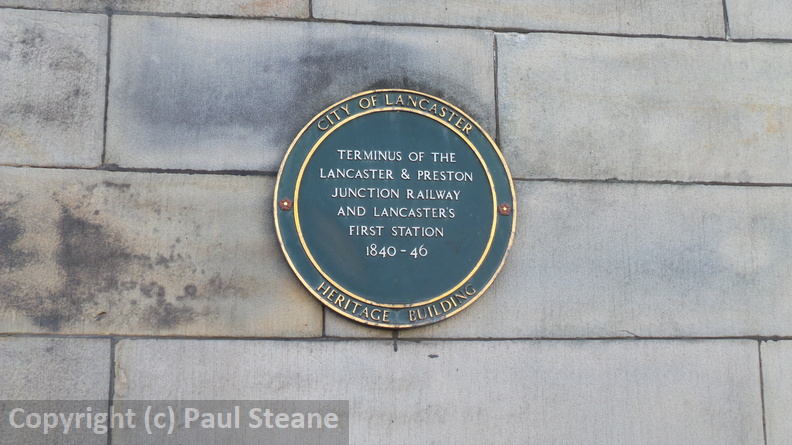 CITY OF LANCASTER
TERMINUS OF THE
LANCASTER & PRESTON
JUNCTION RAILWAY
AND LANCASTER'S
FIRST STATION
1840 - 46
HERITAGE BUILDING
Copyright (c) Paul Steane